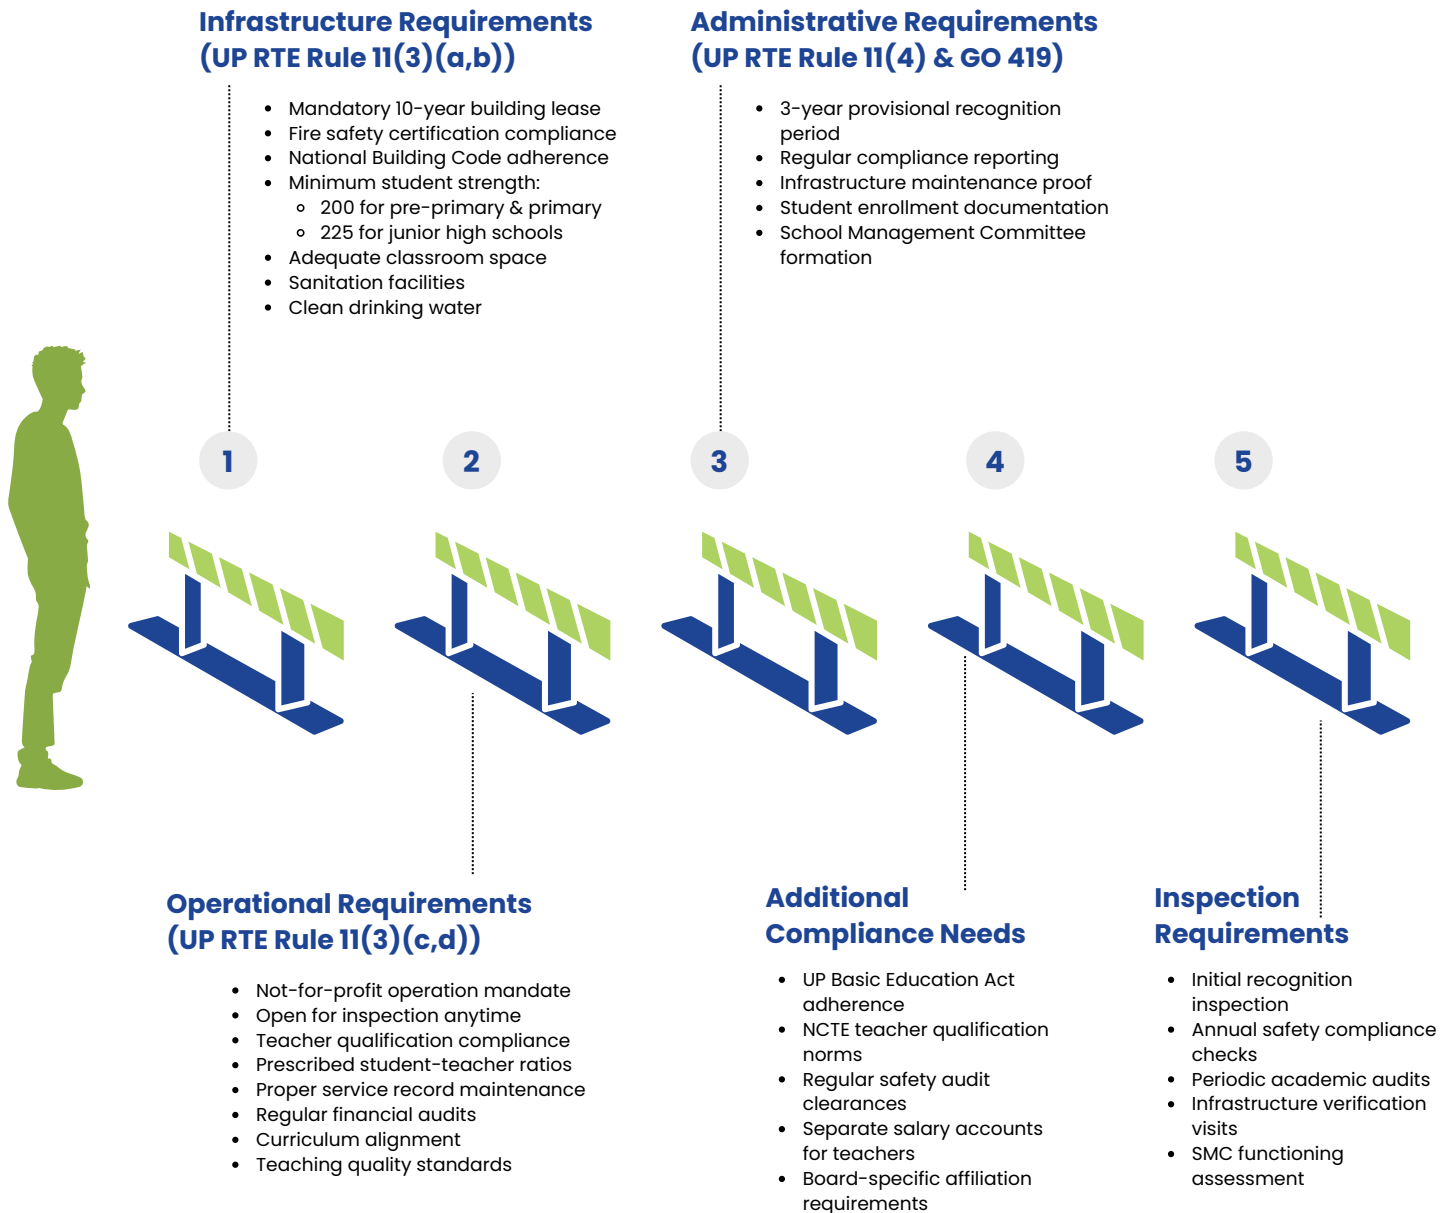 Infrastructure Requirements
(UP RTE Rule 11(3)(a,b))
• Mandatory 10-year building lease
• Fire safety certification compliance
• National Building Code adherence
• Minimum student strength:
◦ 200 for pre-primary & primary
◦ 225 for junior high schools
• Adequate classroom space
• Sanitation facilities
• Clean drinking water
Administrative Requirements
(UP RTE Rule 11(4) & GO 419)
• 3-year provisional recognition
period
• Regular compliance reporting
• Infrastructure maintenance proof
• Student enrollment documentation
• School Management Committee
formation
1
2
3
4
5
Operational Requirements
(UP RTE Rule 11(3)(c,d))
• Not-for-profit operation mandate
• Open for inspection anytime
• Teacher qualification compliance
• Prescribed student-teacher ratios
• Proper service record maintenance
• Regular financial audits
• Curriculum alignment
• Teaching quality standards
Additional
Compliance Needs
• UP Basic Education Act
adherence
• NCTE teacher qualification
norms
• Regular safety audit
clearances
• Separate salary accounts
for teachers
• Board-specific affiliation
requirements
Inspection
Requirements
• Initial recognition
inspection
• Annual safety compliance
checks
• Periodic academic audits
• Infrastructure verification
visits
• SMC functioning
assessment